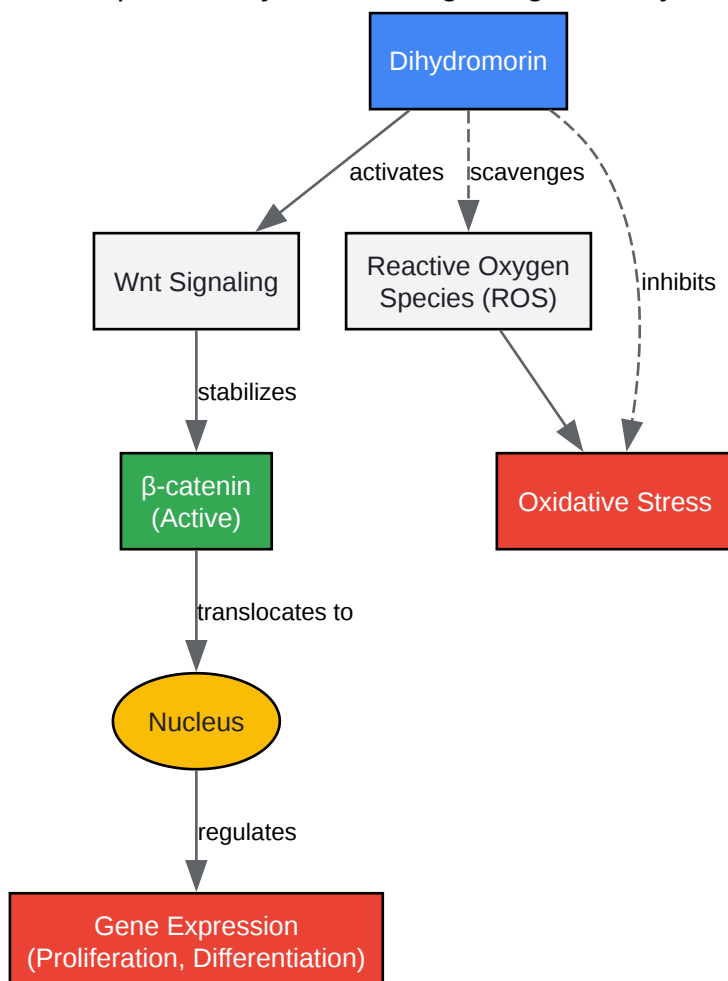 Dihydromorin
activates
scavenges
Wnt Signaling
Reactive Oxygen
Species (ROS)
inhibits
stabilizes
β-catenin
(Active)
Oxidative Stress
translocates to
Nucleus
regulates
Gene Expression
(Proliferation, Differentiation)